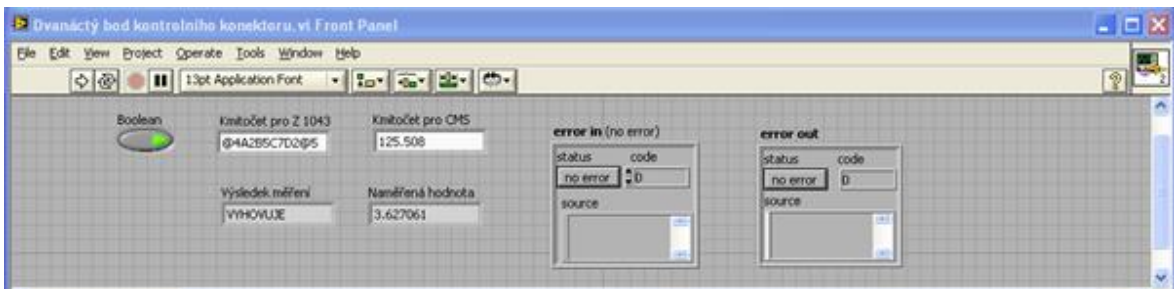 Dvanáctý bod kontrolního konektoru.vi Front Panel
File Edit View Project Operate Tools Window Help
13pt Application Font
Boolean
Kmitočet pro Z 1043
@4A2B5C7D2@5
Kmitočet pro CMS
125.508
Výsledek měření
VYHOVUJE
Naměřená hodnota
3.627061
error in (no error)
status code
no error 0
source
error out
status code
no error 0
source
2